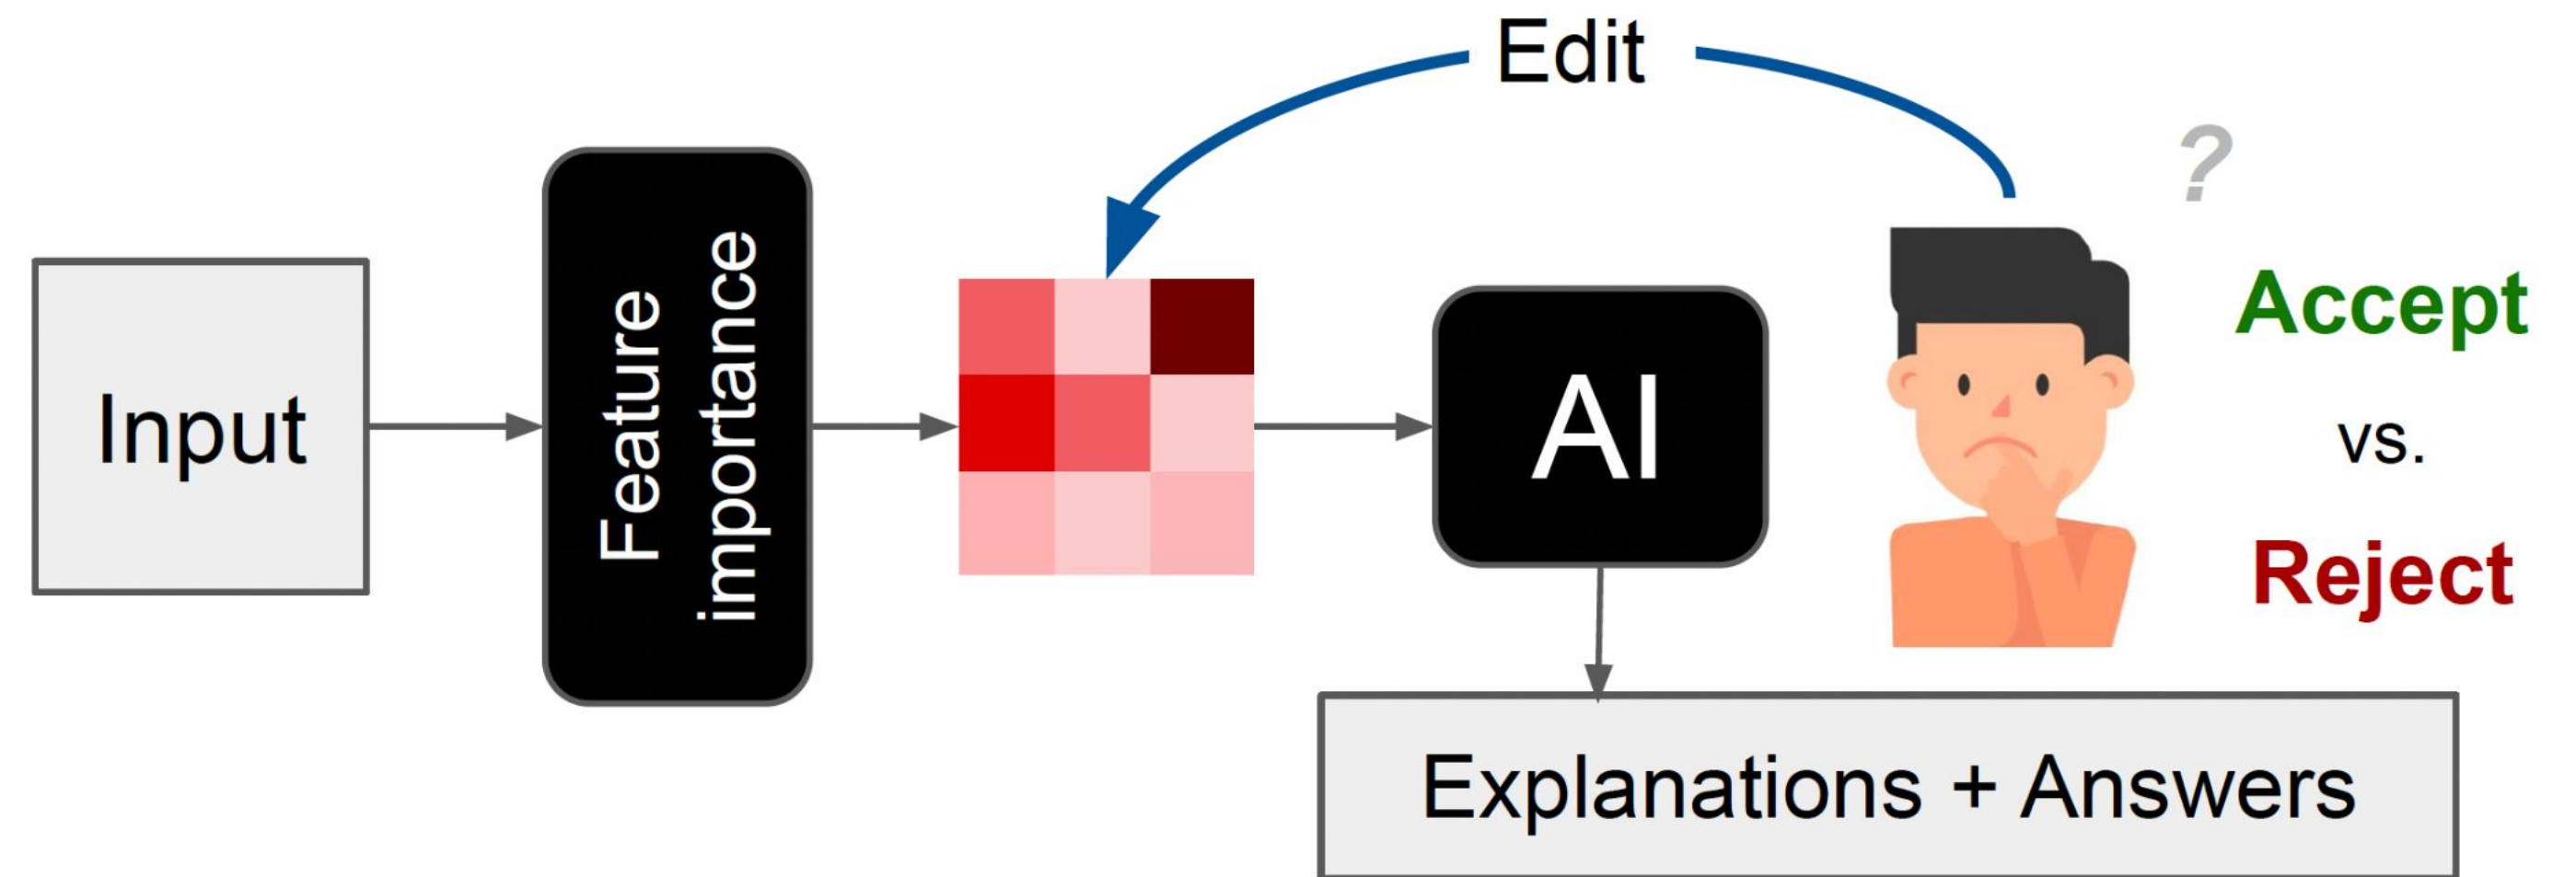 Edit
?
Input
Feature
importance
AI
Accept
vs.
Reject
Explanations + Answers